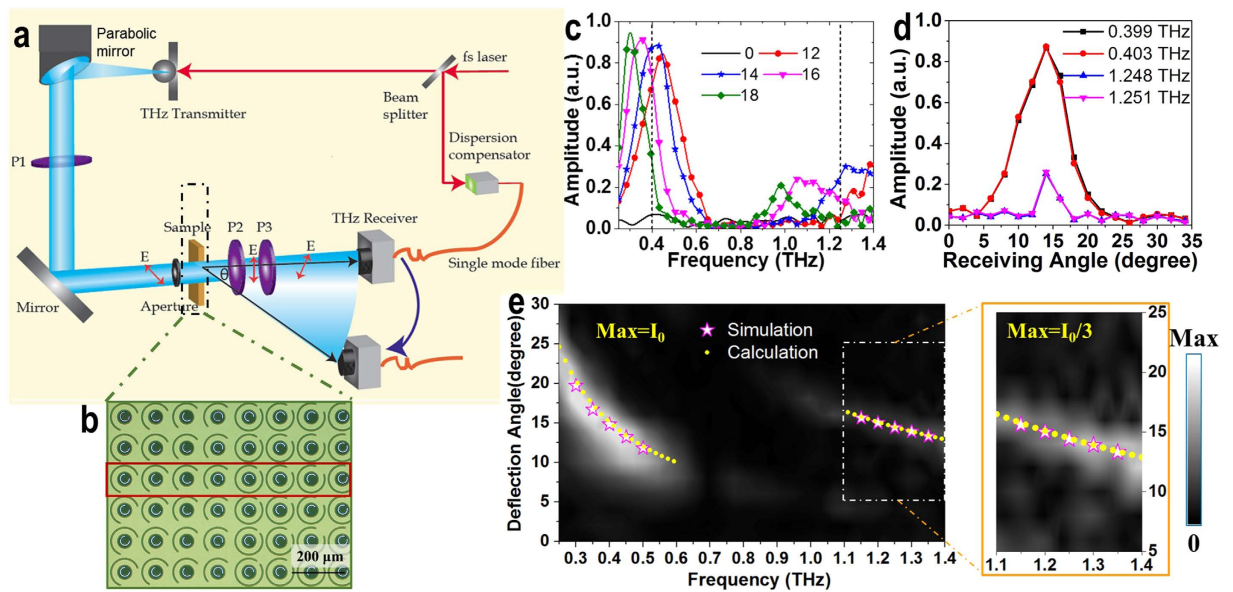 a
Parabolic
mirror
fs laser
THz Transmitter
Beam
splitter
Dispersion
compensator
P1
Sample
P2
P3
THz Receiver
E
E
E
θ
Single mode fiber
Mirror
Aperture
b
200 μm
c
Amplitude (a.u.)
1.0
0.8
0.6
0.4
0.2
0.0
0
12
14
16
18
0.4
0.6
0.8
1.0
1.2
1.4
Frequency (THz)
d
Amplitude (a.u.)
1.0
0.8
0.6
0.4
0.2
0.0
0.399 THz
0.403 THz
1.248 THz
1.251 THz
0 5 10 15 20 25 30 35
Receiving Angle (degree)
e
Deflection Angle(degree)
30
25
20
15
10
5
0
Max=I₀
Simulation
Calculation
0.3 0.4 0.5 0.6 0.7 0.8 0.9 1.0 1.1 1.2 1.3 1.4
Frequency (THz)
Max=I₀/3
25
20
15
10
5
1.1 1.2 1.3 1.4
Max
0